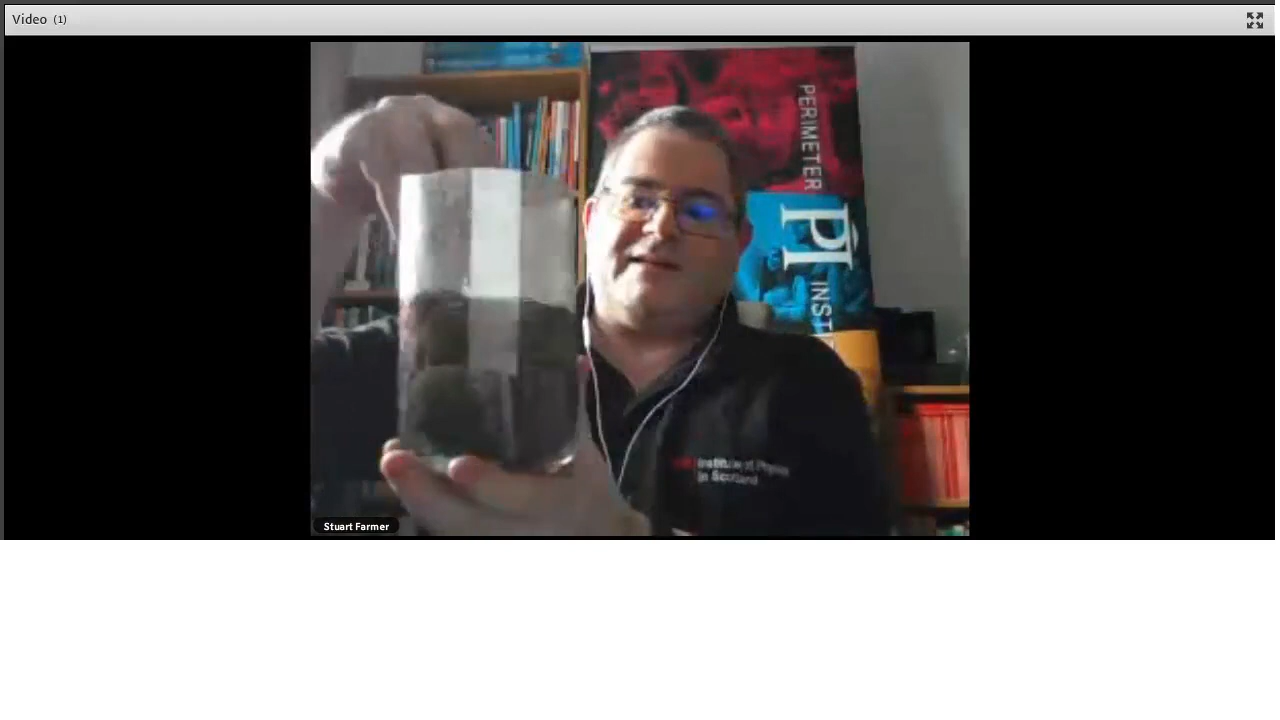 Video (1)
PERIMETER
PI
INSTI
Institute of Physics
in Scotland
Stuart Farmer